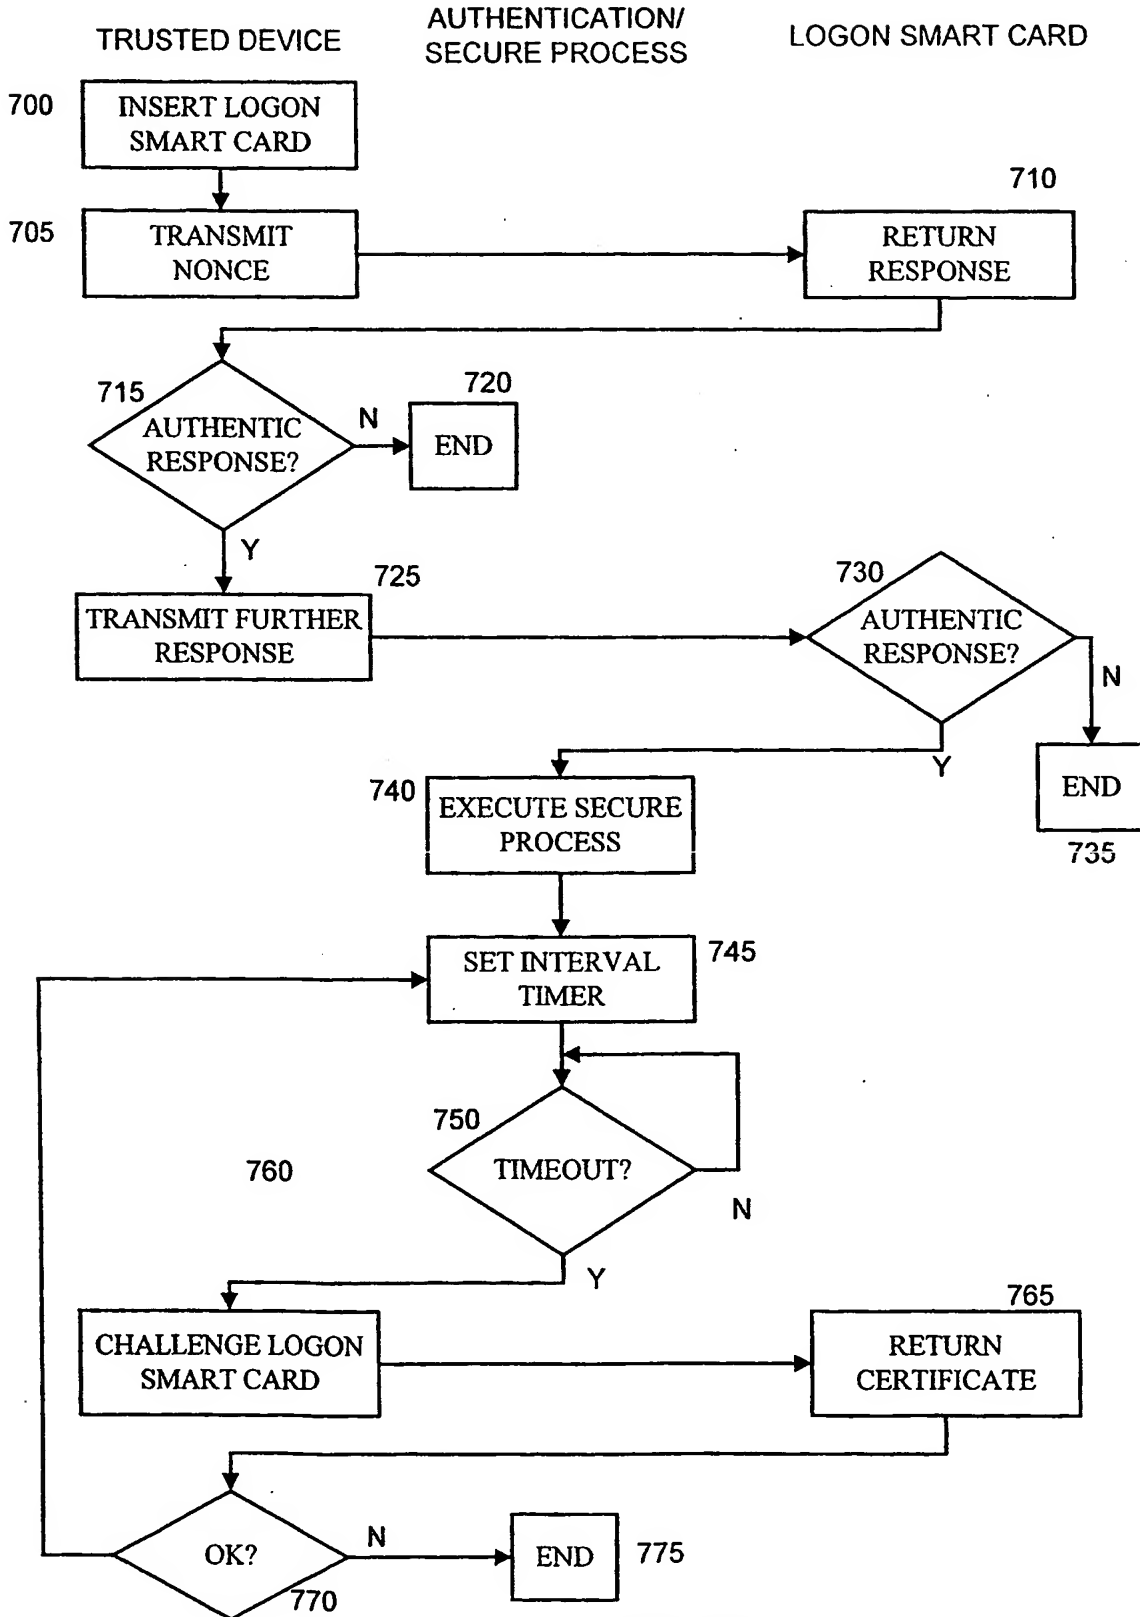 TRUSTED DEVICE
AUTHENTICATION/
SECURE PROCESS
LOGON SMART CARD
700
INSERT LOGON
SMART CARD
705
TRANSMIT
NONCE
710
RETURN
RESPONSE
715
AUTHENTIC
RESPONSE?
N
720
END
Y
725
TRANSMIT FURTHER
RESPONSE
730
AUTHENTIC
RESPONSE?
N
Y
END
735
740
EXECUTE SECURE
PROCESS
SET INTERVAL
TIMER
745
750
TIMEOUT?
N
760
Y
CHALLENGE LOGON
SMART CARD
765
RETURN
CERTIFICATE
OK?
770
N
END
775